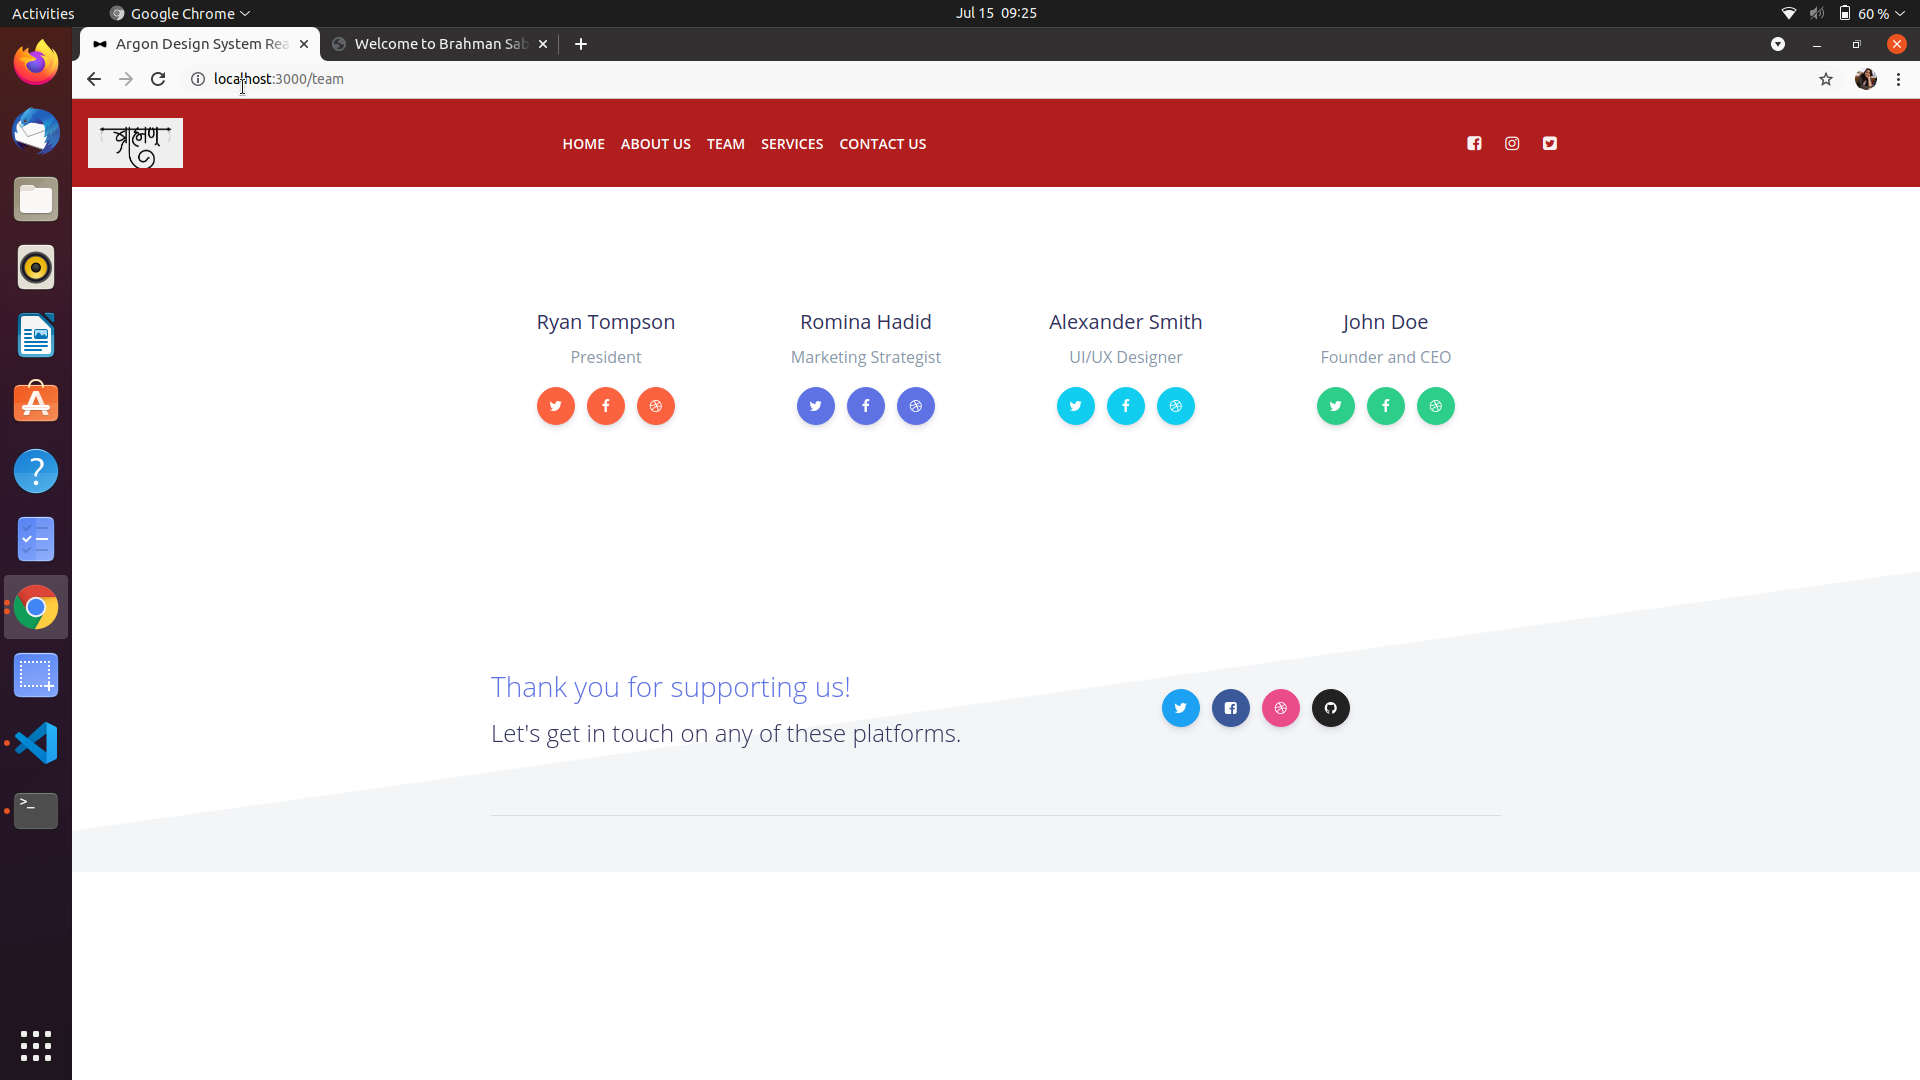 Activities Google Chrome Jul 15 09:25 60 %
Argon Design System Rea Welcome to Brahman Sab
localhost:3000/team
ब्राह्मण
HOME ABOUT US TEAM SERVICES CONTACT US
Ryan Tompson Romina Hadid Alexander Smith John Doe
President Marketing Strategist UI/UX Designer Founder and CEO
Thank you for supporting us!
Let's get in touch on any of these platforms.